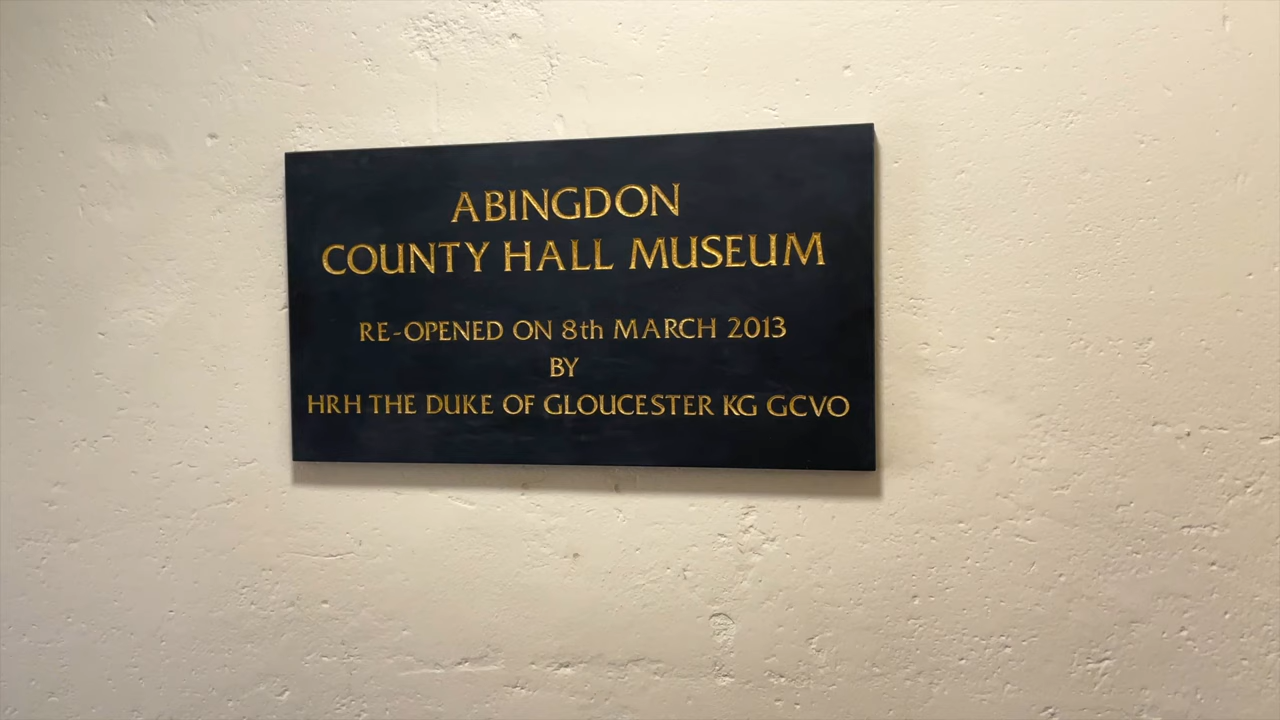 ABINGDON
COUNTY HALL MUSEUM
RE-OPENED ON 8th MARCH 2013
BY
HRH THE DUKE OF GLOUCESTER KG GCVO